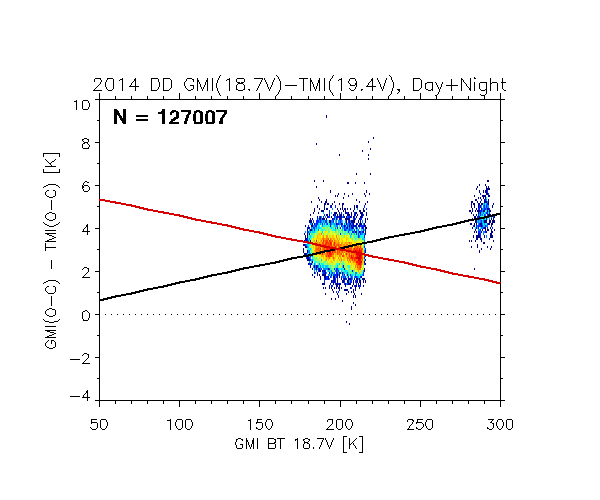 2014 DD GMI(18.7V)−TMI(19.4V), Day+Night
N = 127007
10
8
6
4
2
0
−2
−4
GMI(O−C) − TMI(O−C) [K]
50 100 150 200 250 300
GMI BT 18.7V [K]